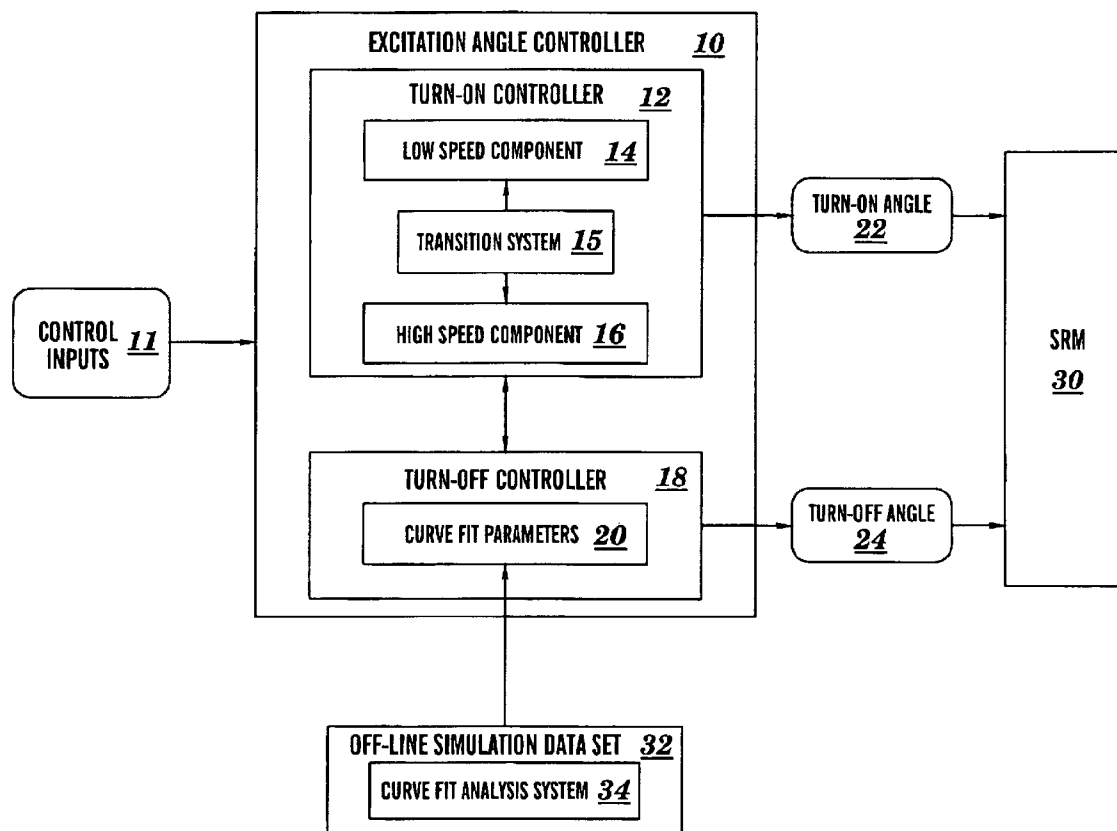 EXCITATION ANGLE CONTROLLER 10
TURN-ON CONTROLLER 12
LOW SPEED COMPONENT 14
TRANSITION SYSTEM 15
HIGH SPEED COMPONENT 16
CONTROL
INPUTS 11
TURN-ON ANGLE
22
SRM
30
TURN-OFF CONTROLLER 18
CURVE FIT PARAMETERS 20
TURN-OFF ANGLE
24
OFF-LINE SIMULATION DATA SET 32
CURVE FIT ANALYSIS SYSTEM 34